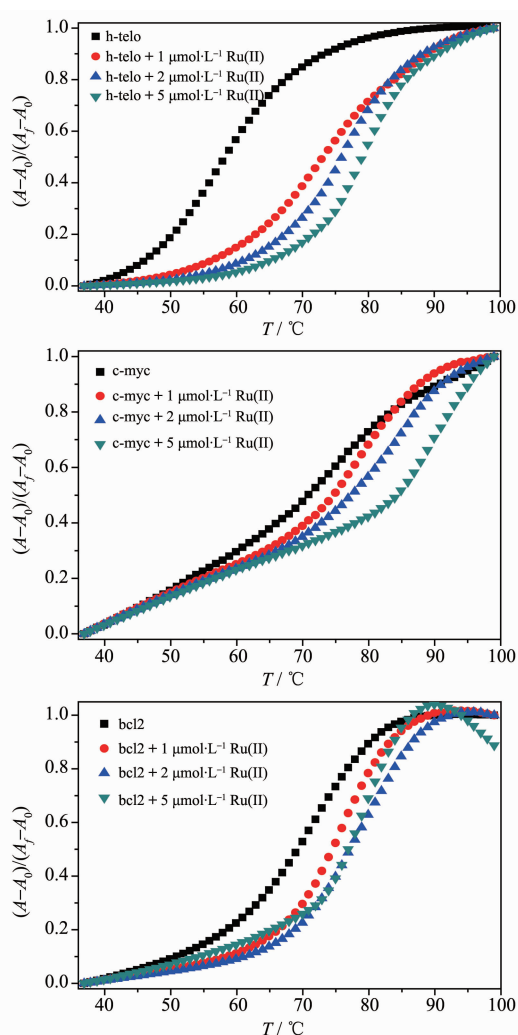 1.0
0.8
0.6
0.4
0.2
0.0
(A−A₀)/(A_f−A₀)
h-telo
h-telo + 1 μmol·L⁻¹ Ru(II)
h-telo + 2 μmol·L⁻¹ Ru(II)
h-telo + 5 μmol·L⁻¹ Ru(II)
40 50 60 70 80 90 100
T / ℃
1.0
0.8
0.6
0.4
0.2
0.0
(A−A₀)/(A_f−A₀)
c-myc
c-myc + 1 μmol·L⁻¹ Ru(II)
c-myc + 2 μmol·L⁻¹ Ru(II)
c-myc + 5 μmol·L⁻¹ Ru(II)
40 50 60 70 80 90 100
T / ℃
1.0
0.8
0.6
0.4
0.2
0.0
(A−A₀)/(A_f−A₀)
bcl2
bcl2 + 1 μmol·L⁻¹ Ru(II)
bcl2 + 2 μmol·L⁻¹ Ru(II)
bcl2 + 5 μmol·L⁻¹ Ru(II)
40 50 60 70 80 90 100
T / ℃